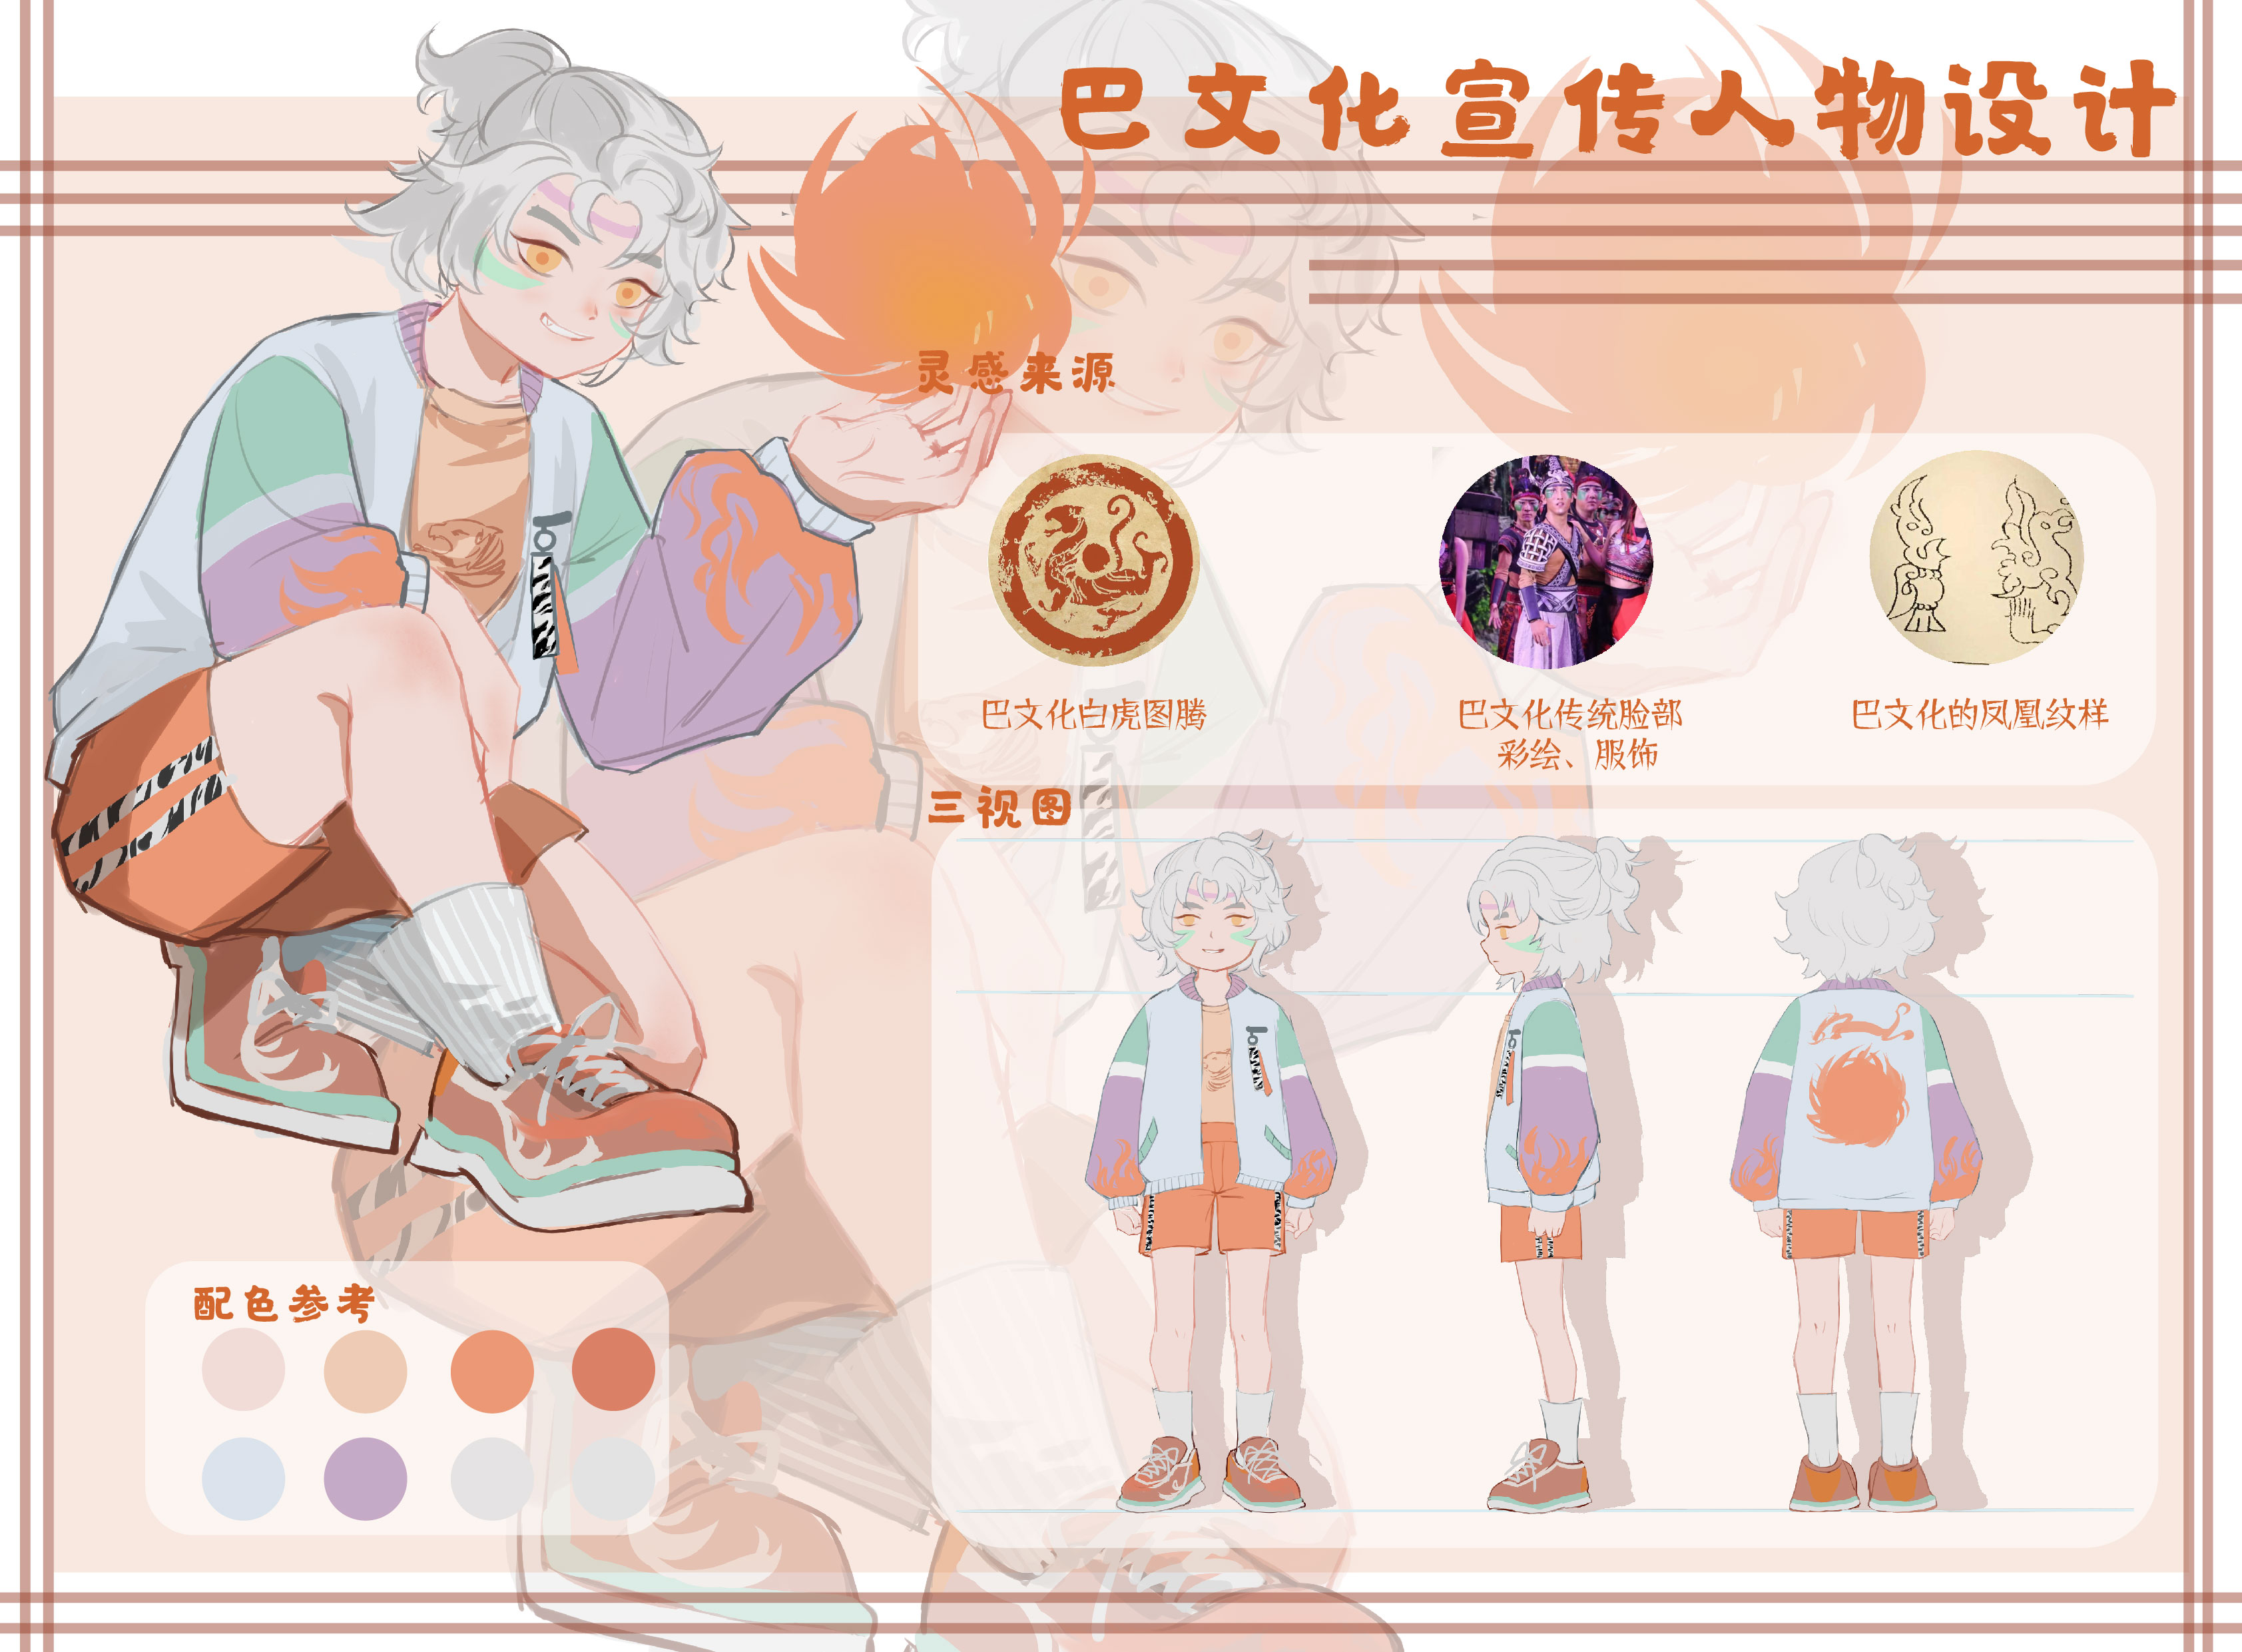 巴文化宣传人物设计
灵感来源
巴文化白虎图腾
巴文化传统脸部
彩绘、服饰
巴文化的凤凰纹样
三视图
配色参考